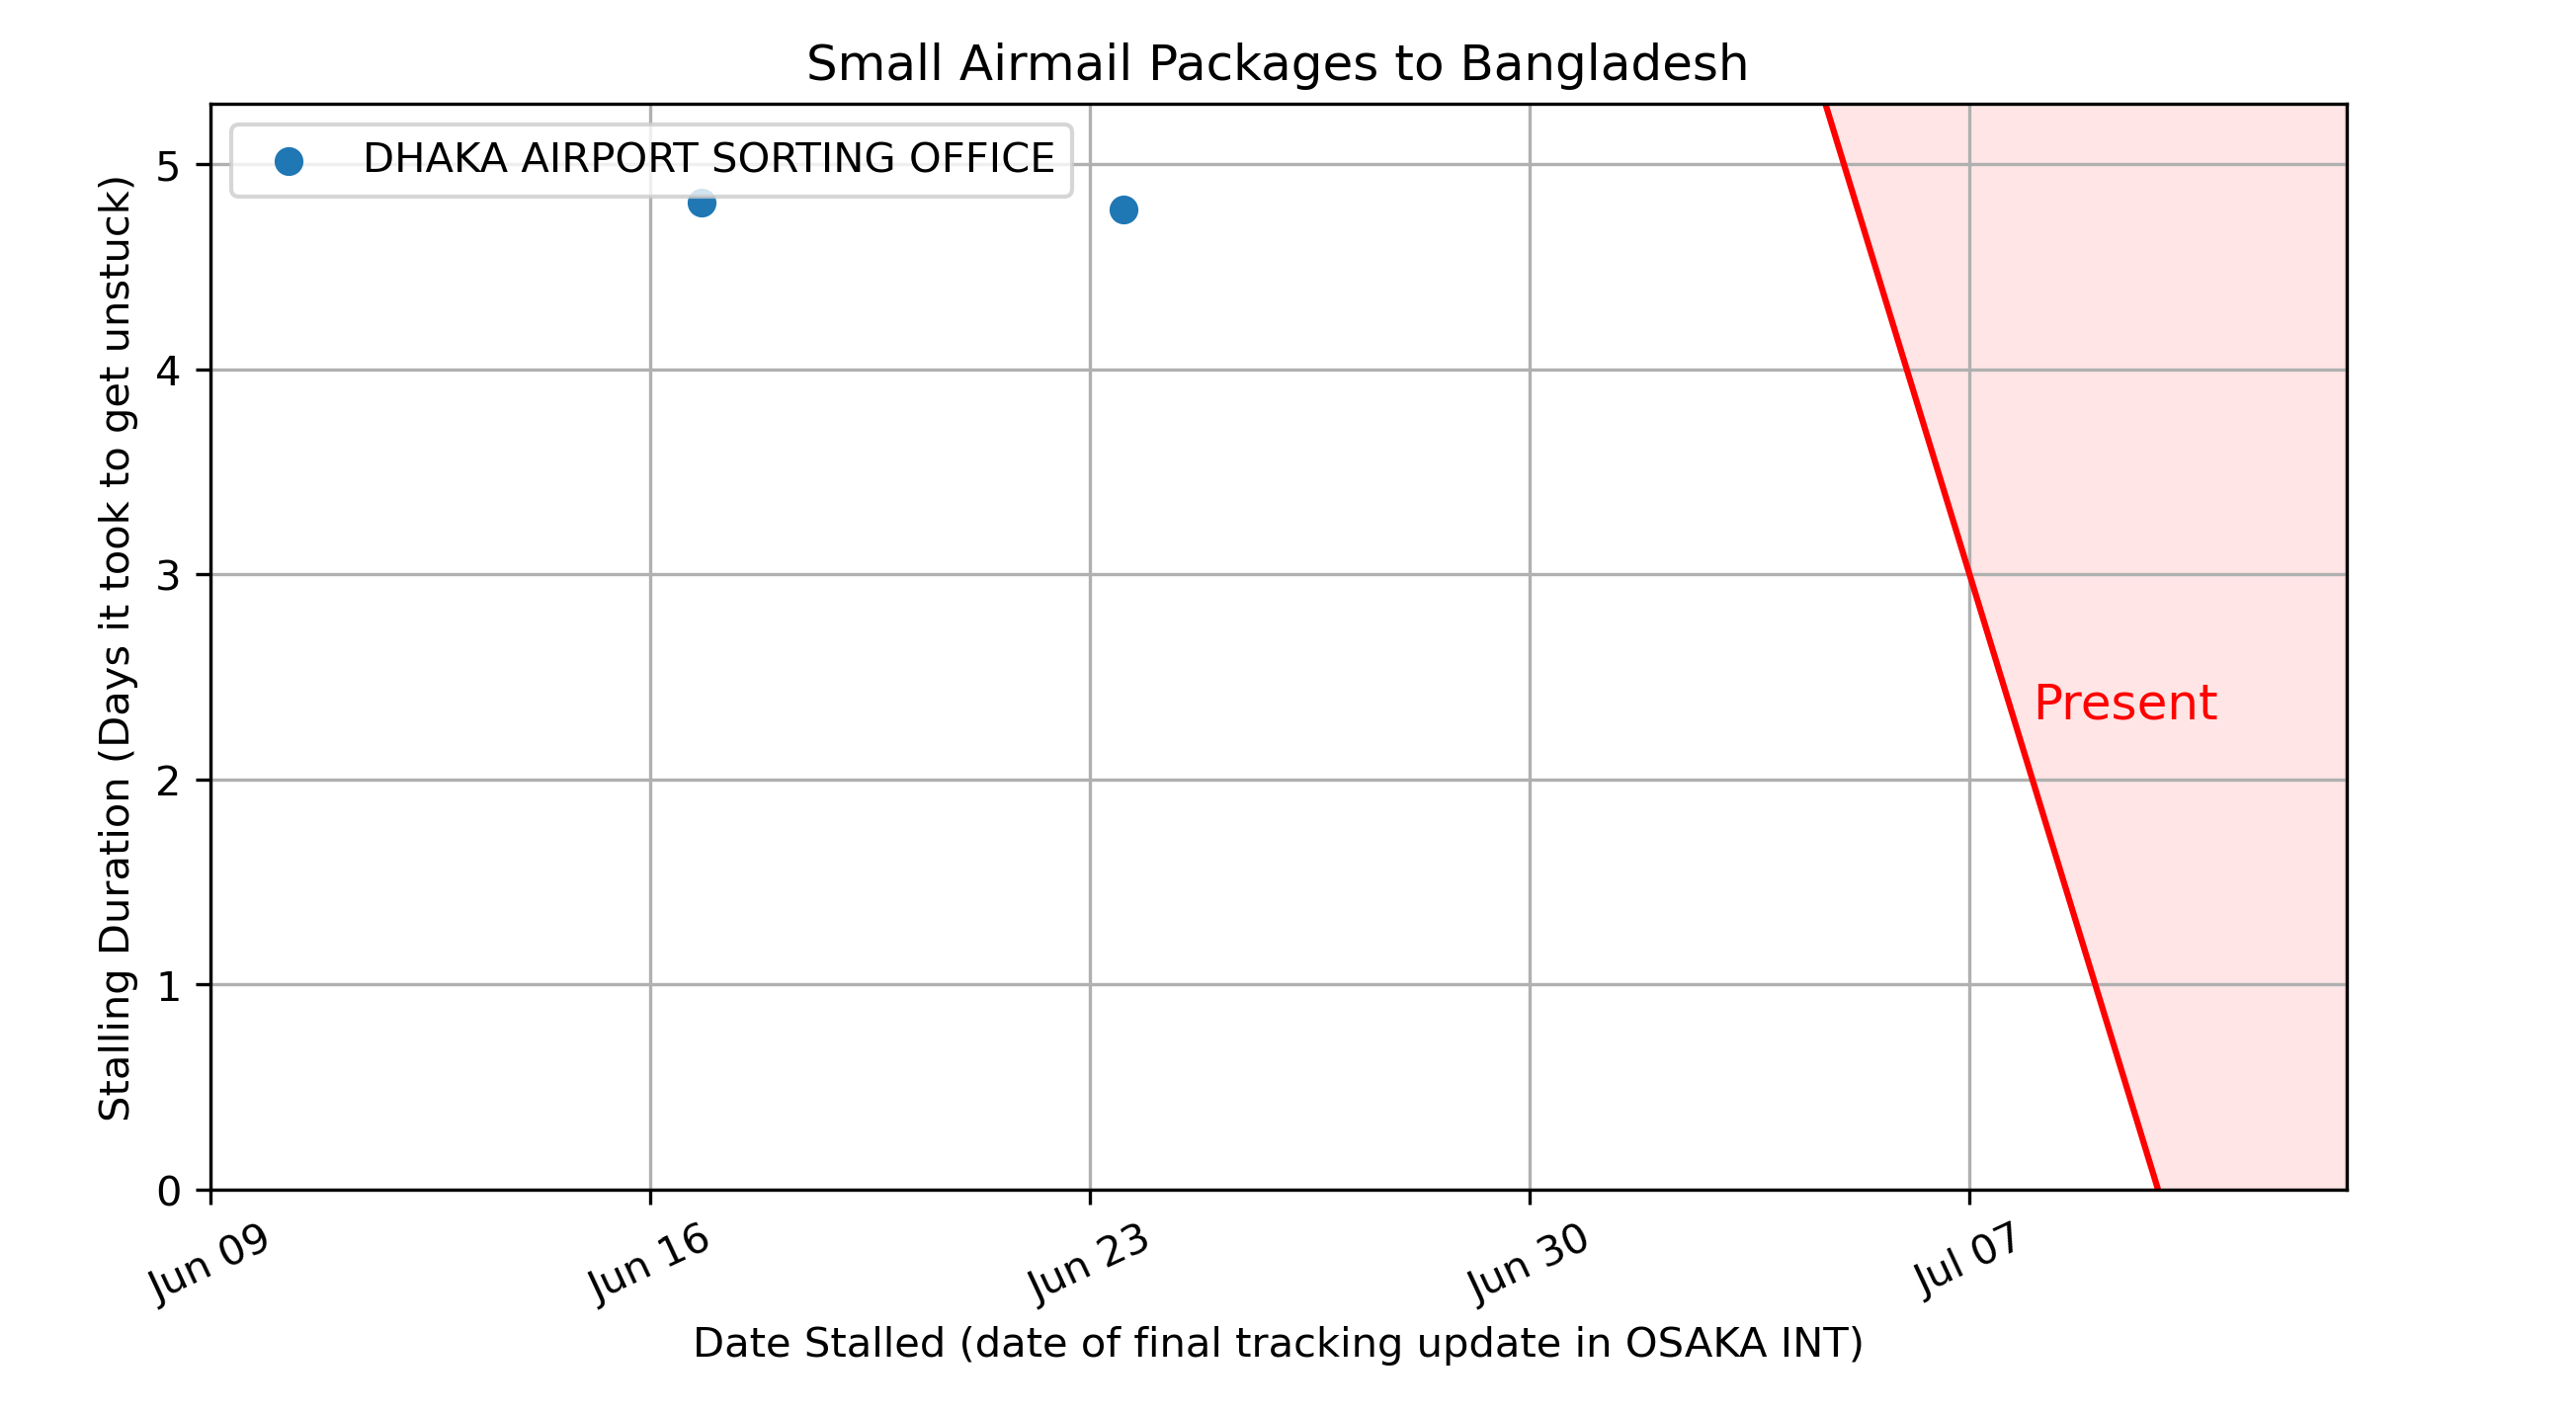 Small Airmail Packages to Bangladesh
DHAKA AIRPORT SORTING OFFICE
Stalling Duration (Days it took to get unstuck)
5
4
3
2
1
0
Present
Jun 09
Jun 16
Jun 23
Jun 30
Jul 07
Date Stalled (date of final tracking update in OSAKA INT)